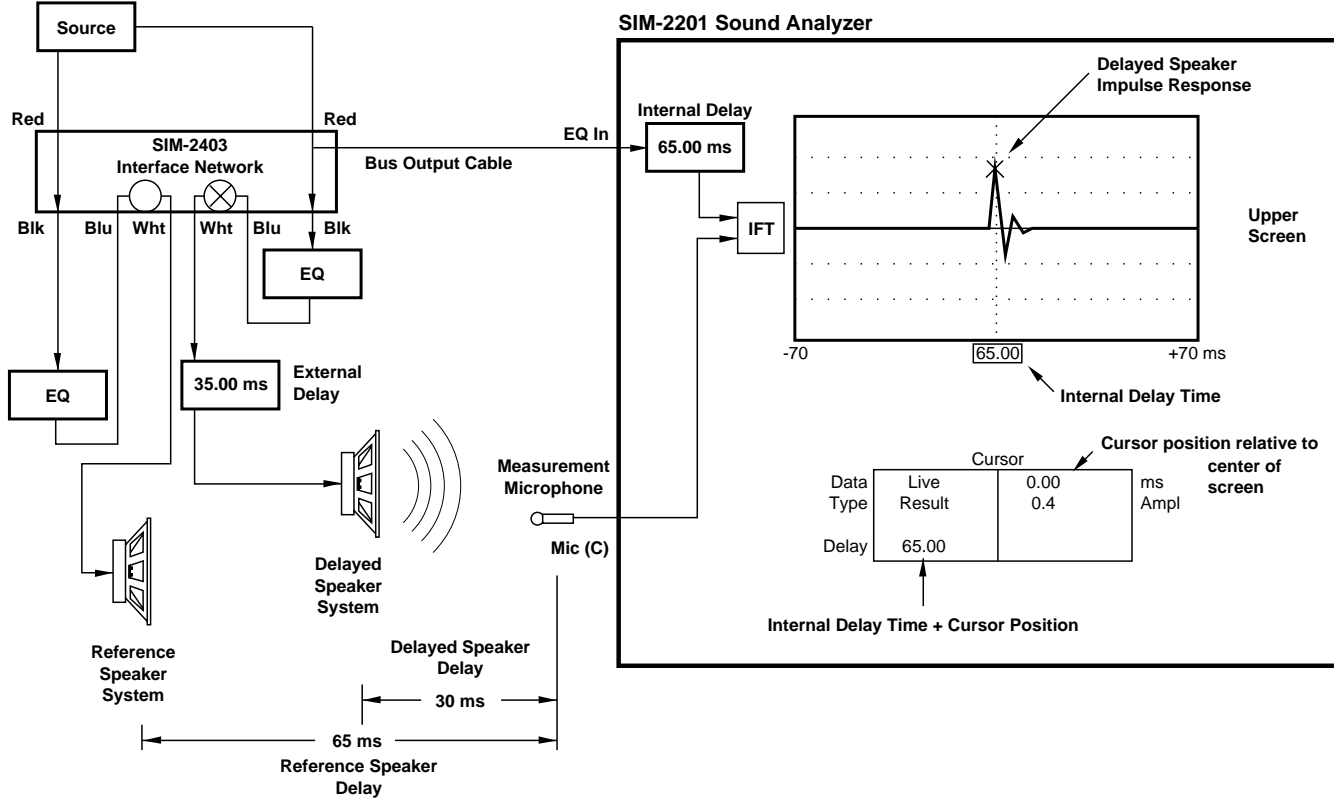 SIM-2201 Sound Analyzer
Source
Delayed Speaker
Impulse Response
Internal Delay
Red
Red
EQ In
SIM-2403
Interface Network
65.00 ms
Bus Output Cable
Blk
Blu
Wht
Wht
Blu
Blk
IFT
Upper
Screen
EQ
-70
65.00
+70 ms
35.00 ms
External
Delay
EQ
Internal Delay Time
Cursor position relative to
center of
screen
Cursor
Measurement
Microphone
Data
Live
0.00
ms
Type
Result
0.4
Ampl
Mic (C)
Delay
65.00
Delayed
Speaker
System
Internal Delay Time + Cursor Position
Reference
Speaker
System
Delayed Speaker
Delay
30 ms
65 ms
Reference Speaker
Delay